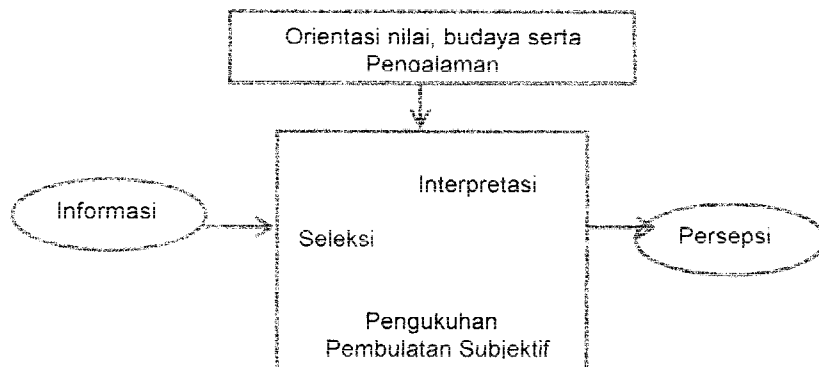 Orientasi nilai, budaya serta
Pengalaman
Interpretasi
Informasi
Seleksi
Persepsi
Pengukuhan
Pembulatan Subjektif